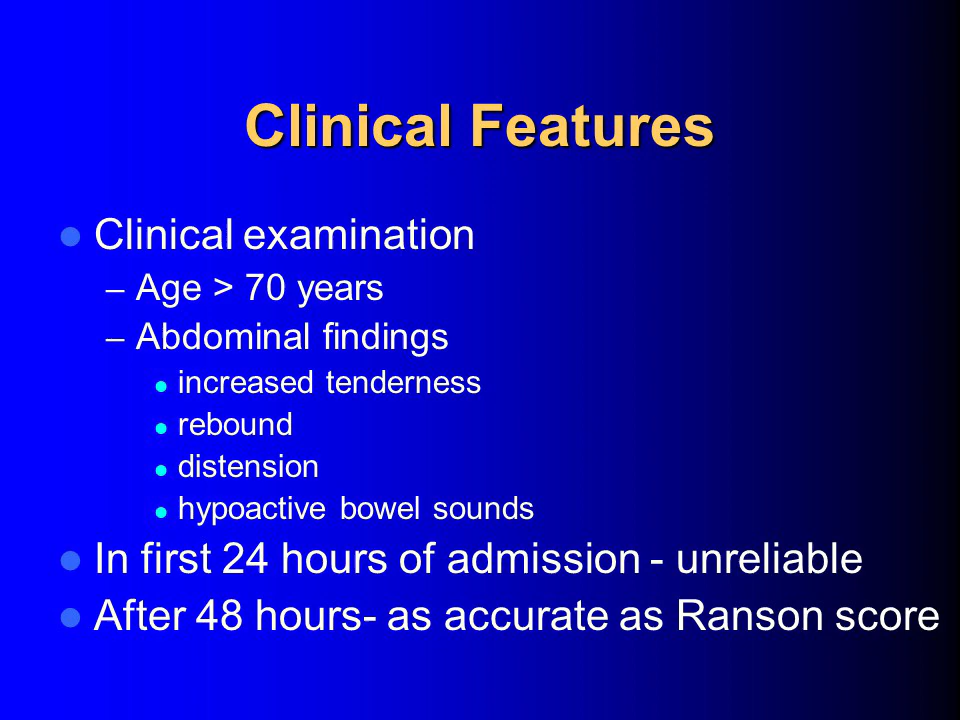 Clinical Features
Clinical examination
– Age > 70 years
– Abdominal findings
increased tenderness
rebound
distension
hypoactive bowel sounds
In first 24 hours of admission - unreliable
After 48 hours- as accurate as Ranson score